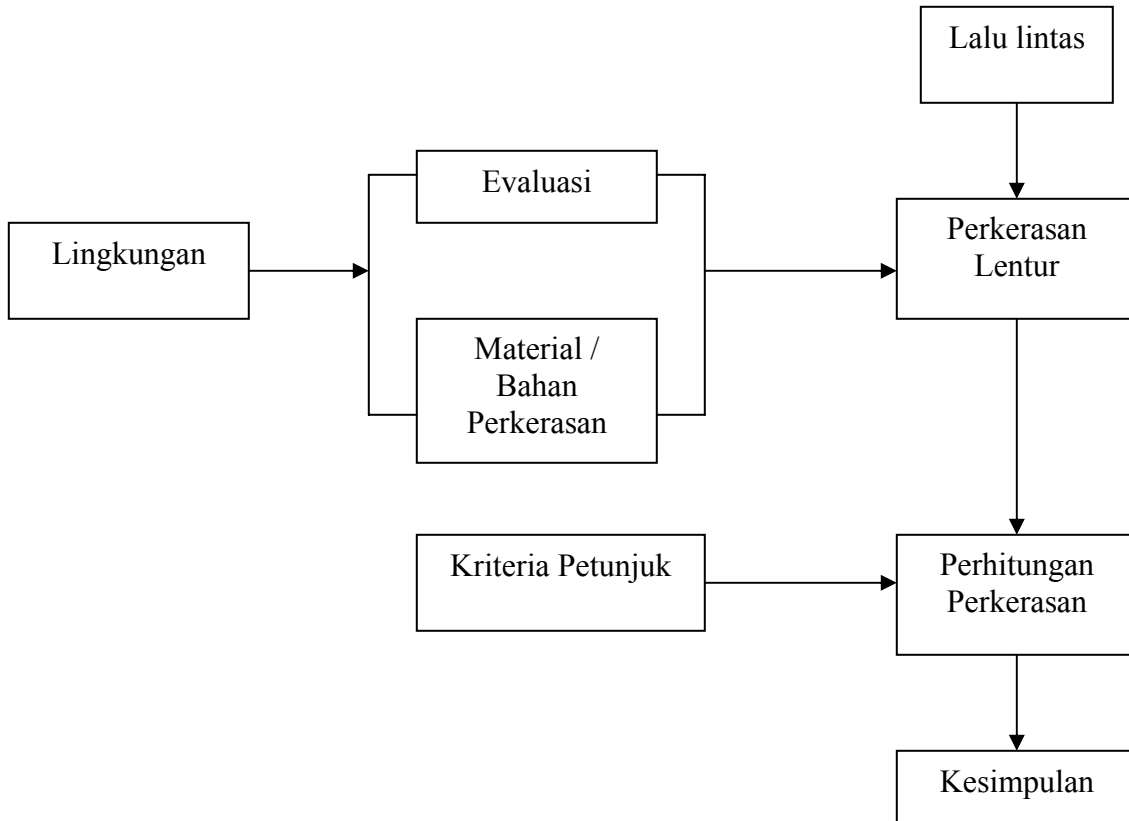 Lalu lintas
Evaluasi
Lingkungan
Perkerasan
Lentur
Material /
Bahan
Perkerasan
Kriteria Petunjuk
Perhitungan
Perkerasan
Kesimpulan